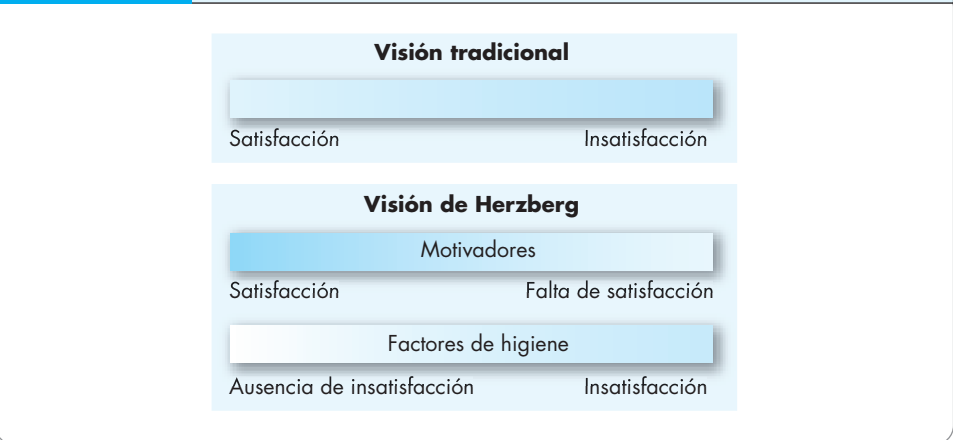 Visión tradicional
Satisfacción Insatisfacción
Visión de Herzberg
Motivadores
Satisfacción Falta de satisfacción
Factores de higiene
Ausencia de insatisfacción Insatisfacción